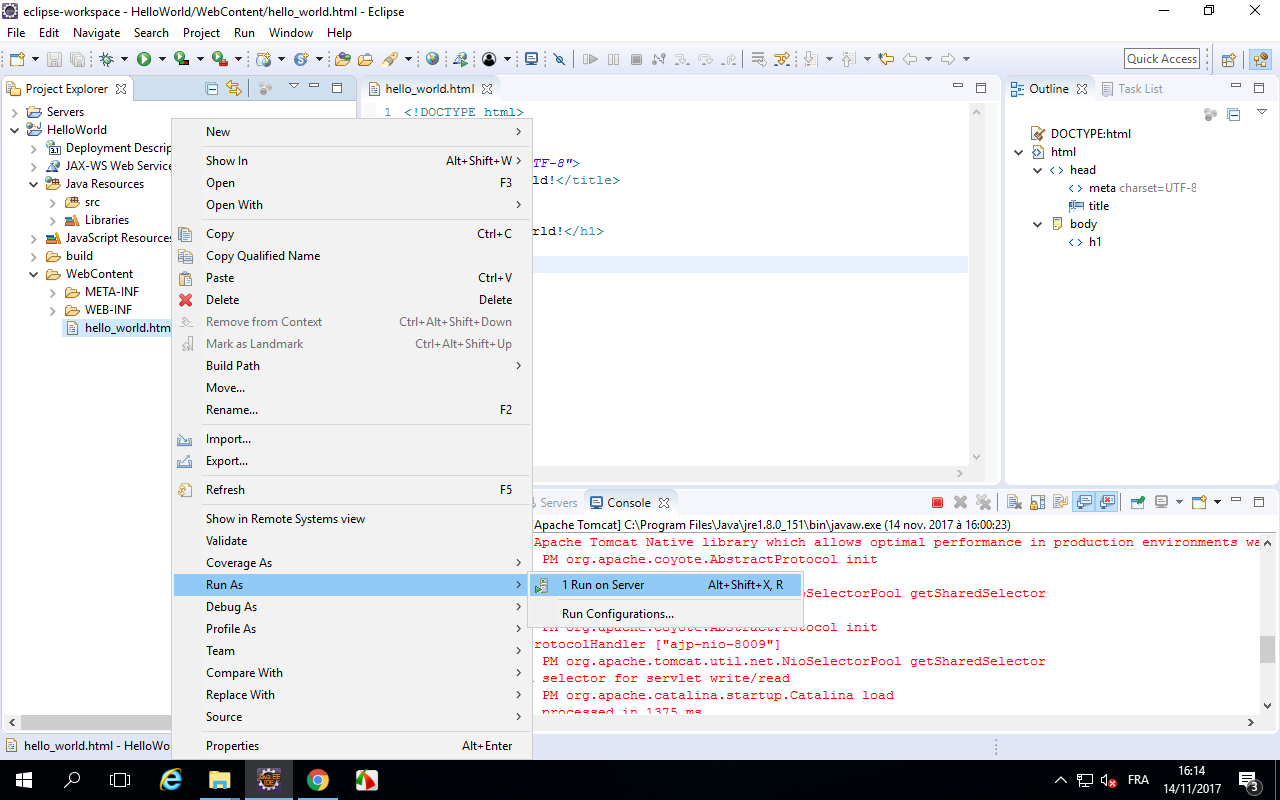 eclipse-workspace - HelloWorld/WebContent/hello_world.html - Eclipse
File Edit Navigate Search Project Run Window Help
Quick Access
Project Explorer
Servers
HelloWorld
3.1 Deployment Descrip
JAX-WS Web Service
Java Resources
src
Libraries
JavaScript Resources
build
WebContent
META-INF
WEB-INF
hello_world.htm
hello_world.html
1 <!DOCTYPE html>
TF-8">
ld!</title>
rld!</h1>
New
Show In Alt+Shift+W
Open F3
Open With
Copy Ctrl+C
Copy Qualified Name
Paste Ctrl+V
Delete Delete
Remove from Context Ctrl+Alt+Shift+Down
Mark as Landmark Ctrl+Alt+Shift+Up
Build Path
Move...
Rename... F2
Import...
Export...
Refresh F5
Show in Remote Systems view
Validate
Coverage As
Run As
Debug As
Profile As
Team
Compare With
Replace With
Source
Properties Alt+Enter
1 Run on Server Alt+Shift+X, R
Run Configurations...
Outline Task List
DOCTYPE:html
html
head
meta charset=UTF-8
title
body
h1
Servers Console
Apache Tomcat] C:\Program Files\Java\jre1.8.0_151\bin\javaw.exe (14 nov. 2017 à 16:00:23)
Apache Tomcat Native library which allows optimal performance in production environments wa
PM org.apache.coyote.AbstractProtocol init
oSelectorPool getSharedSelector
PM org.apache.coyote.AbstractProtocol init
rotocolHandler ["ajp-nio-8009"]
PM org.apache.tomcat.util.net.NioSelectorPool getSharedSelector
selector for servlet write/read
PM org.apache.catalina.startup.Catalina load
processed in 1375 ms
hello_world.html - HelloWo
FRA
16:14
14/11/2017
3